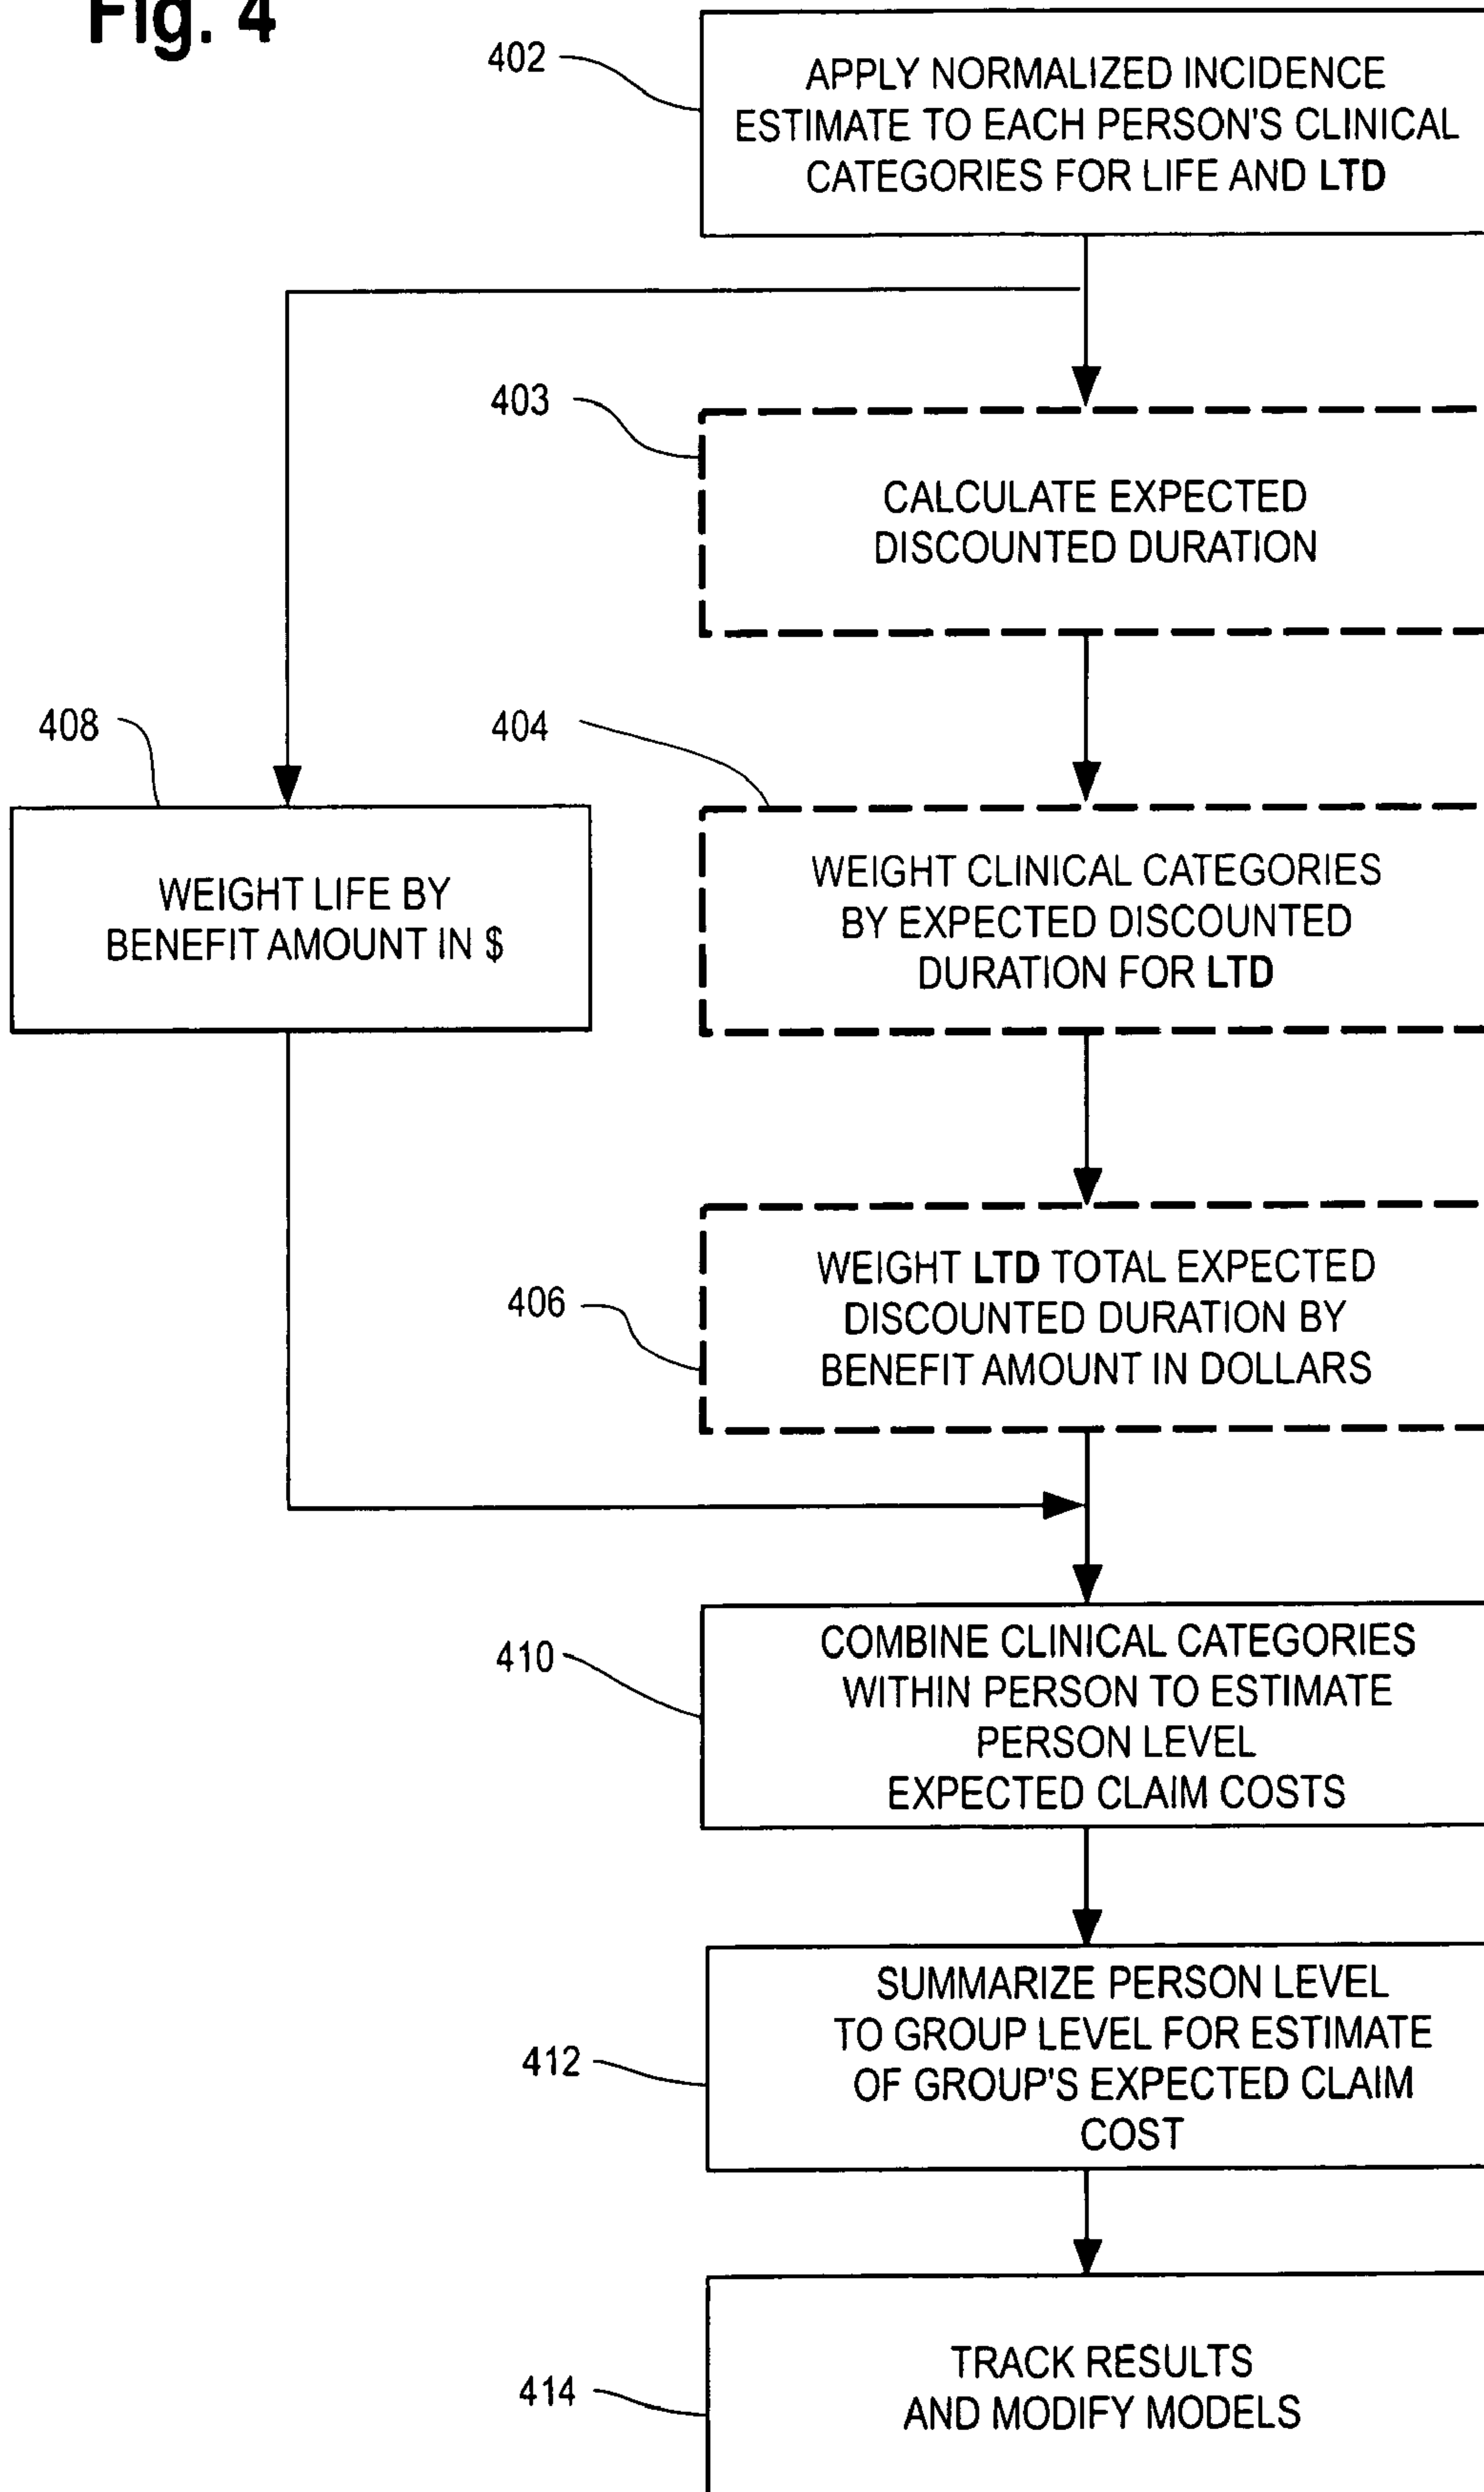 Fig. 4
402
APPLY NORMALIZED INCIDENCE
ESTIMATE TO EACH PERSON'S CLINICAL
CATEGORIES FOR LIFE AND LTD
403
CALCULATE EXPECTED
DISCOUNTED DURATION
408
WEIGHT LIFE BY
BENEFIT AMOUNT IN $
404
WEIGHT CLINICAL CATEGORIES
BY EXPECTED DISCOUNTED
DURATION FOR LTD
406
WEIGHT LTD TOTAL EXPECTED
DISCOUNTED DURATION BY
BENEFIT AMOUNT IN DOLLARS
410
COMBINE CLINICAL CATEGORIES
WITHIN PERSON TO ESTIMATE
PERSON LEVEL
EXPECTED CLAIM COSTS
412
SUMMARIZE PERSON LEVEL
TO GROUP LEVEL FOR ESTIMATE
OF GROUP'S EXPECTED CLAIM
COST
414
TRACK RESULTS
AND MODIFY MODELS